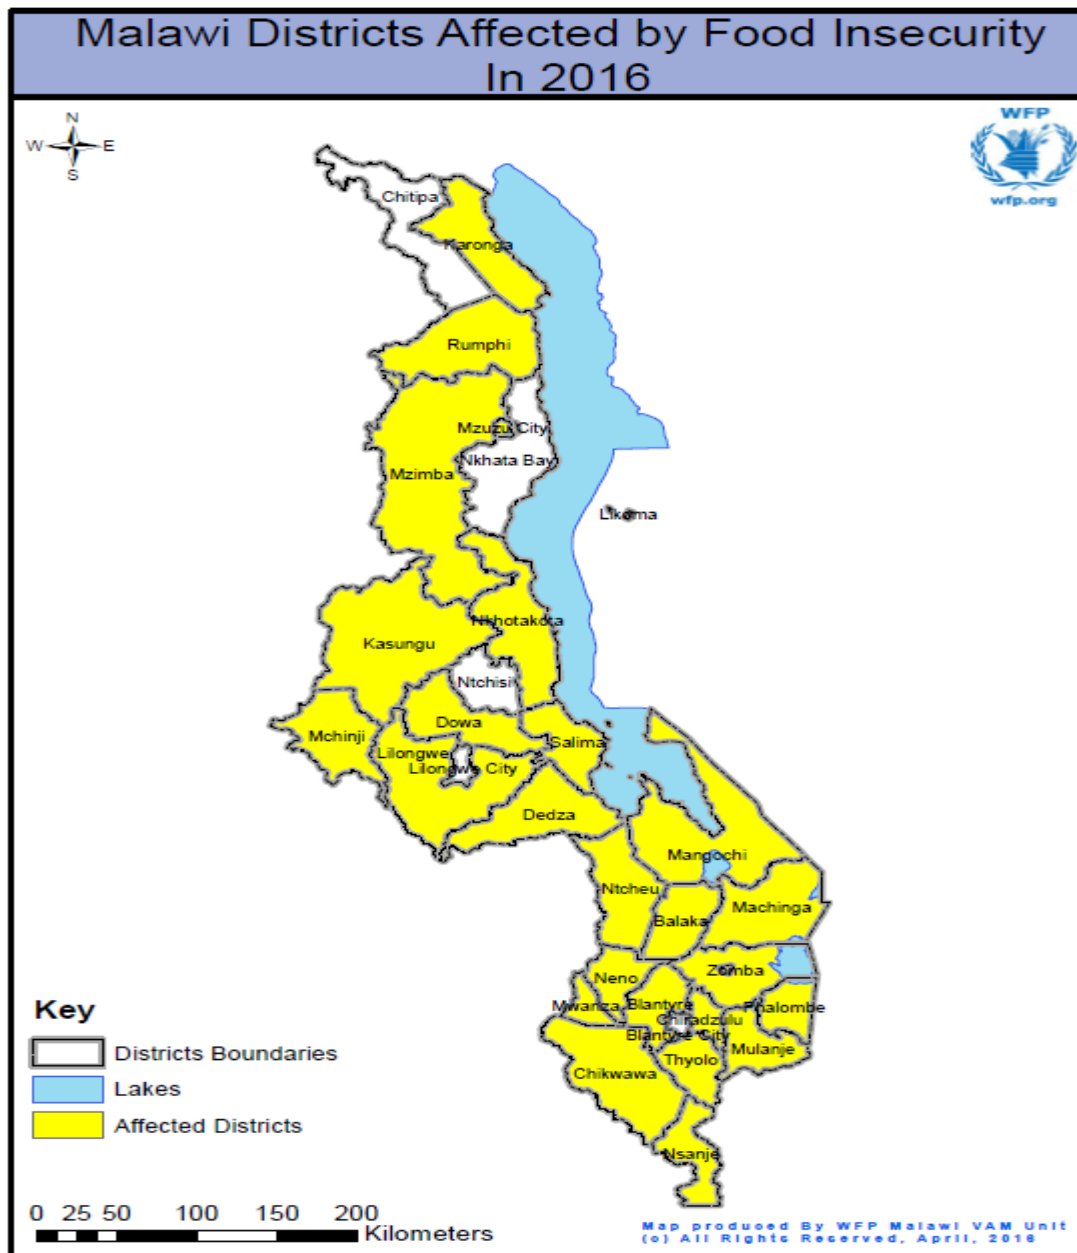 Malawi Districts Affected by Food Insecurity
In 2016
N
W E
S
WFP
wfp.org
Chitipa
Karonga
Rumphi
Mzuzu City
Nkhata Bay
Mzimba
Likoma
Nkhotakota
Kasungu
Ntchisi
Dowa
Mchinji
Salima
Lilongwe
Lilongwe City
Dedza
Mangochi
Ntcheu
Machinga
Balaka
Zomba
Neno
Mwanza
Blantyre
Phalombe
Chiradzulu
Blantyre City
Mulanje
Thyolo
Chikwawa
Nsanje
Key
Districts Boundaries
Lakes
Affected Districts
0 25 50 100 150 200
Kilometers
Map produced By WFP Malawi VAM Unit
(c) All Rights Reserved, April, 2016